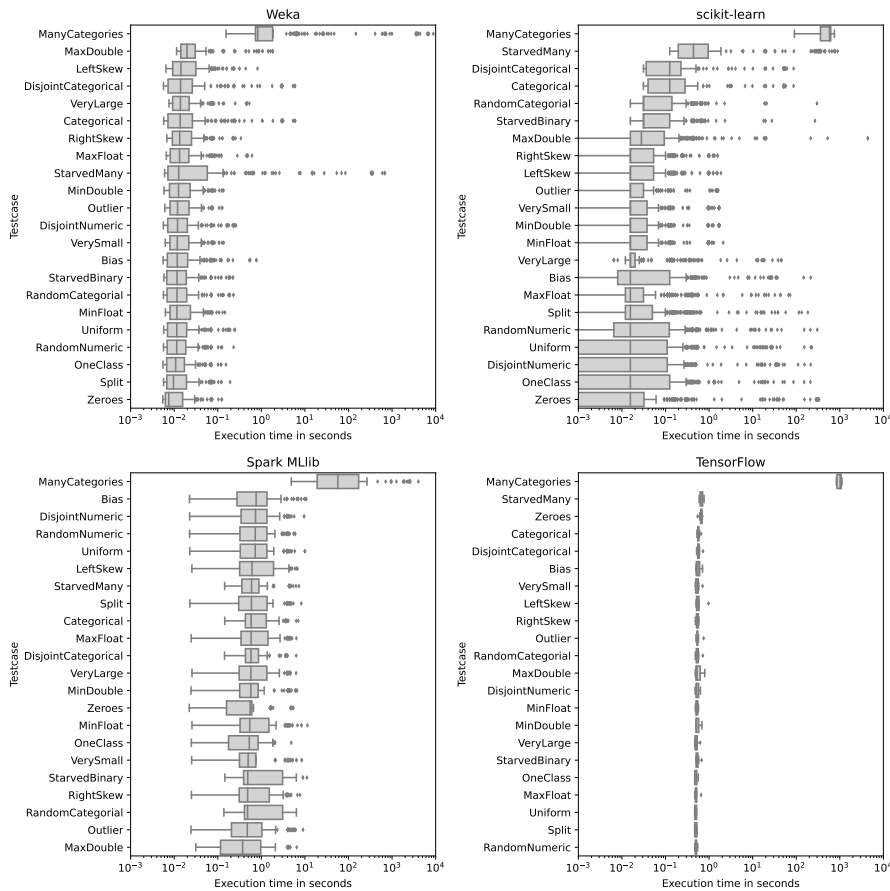 Weka
ManyCategories
MaxDouble
LeftSkew
DisjointCategorical
VeryLarge
Categorical
RightSkew
MaxFloat
StarvedMany
MinDouble
Outlier
DisjointNumeric
VerySmall
Bias
StarvedBinary
RandomCategorial
MinFloat
Uniform
RandomNumeric
OneClass
Split
Zeroes
Testcase
10⁻³ 10⁻² 10⁻¹ 10⁰ 10¹ 10² 10³ 10⁴
Execution time in seconds
scikit-learn
ManyCategories
StarvedMany
DisjointCategorical
Categorical
RandomCategorial
StarvedBinary
MaxDouble
RightSkew
LeftSkew
Outlier
VerySmall
MinDouble
MinFloat
VeryLarge
Bias
MaxFloat
Split
RandomNumeric
Uniform
DisjointNumeric
OneClass
Zeroes
Testcase
10⁻³ 10⁻² 10⁻¹ 10⁰ 10¹ 10² 10³ 10⁴
Execution time in seconds
Spark MLlib
ManyCategories
Bias
DisjointNumeric
RandomNumeric
Uniform
LeftSkew
StarvedMany
Split
Categorical
MaxFloat
DisjointCategorical
VeryLarge
MinDouble
Zeroes
MinFloat
OneClass
VerySmall
StarvedBinary
RightSkew
RandomCategorial
Outlier
MaxDouble
Testcase
10⁻³ 10⁻² 10⁻¹ 10⁰ 10¹ 10² 10³ 10⁴
Execution time in seconds
TensorFlow
ManyCategories
StarvedMany
Zeroes
Categorical
DisjointCategorical
Bias
VerySmall
LeftSkew
RightSkew
Outlier
RandomCategorial
MaxDouble
DisjointNumeric
MinFloat
MinDouble
VeryLarge
StarvedBinary
OneClass
MaxFloat
Uniform
Split
RandomNumeric
Testcase
10⁻³ 10⁻² 10⁻¹ 10⁰ 10¹ 10² 10³ 10⁴
Execution time in seconds